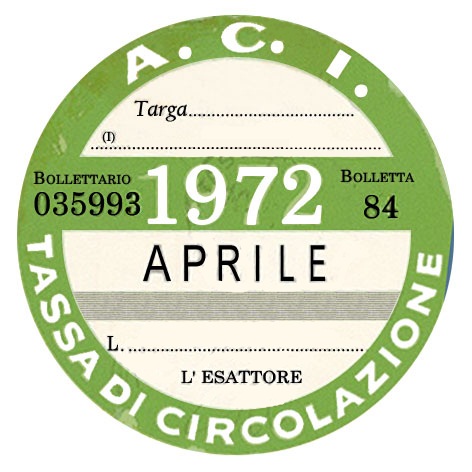 A. C. I.
Targa....................................
(I)
BOLLETTARIO
035993
1972
BOLLETTA
84
APRILE
L. ..................................................
L' ESATTORE
TASSA DI CIRCOLAZIONE